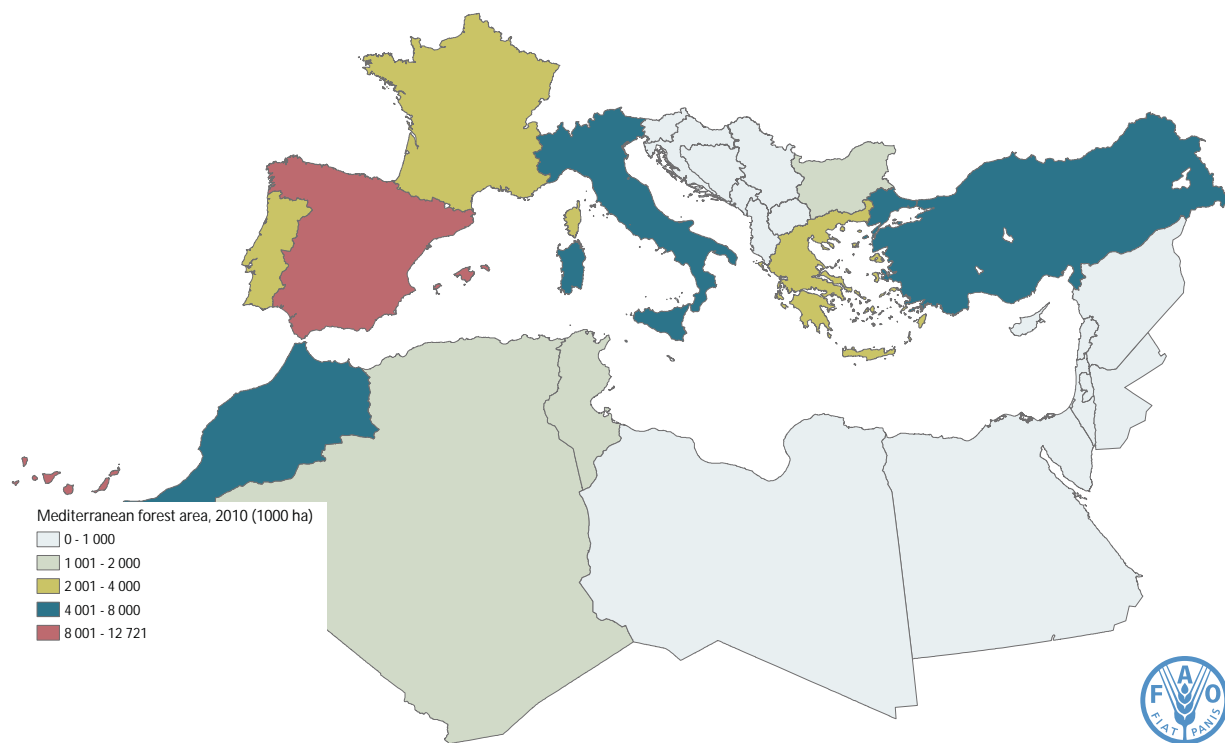 Mediterranean forest area, 2010 (1000 ha)
0 - 1 000
1 001 - 2 000
2 001 - 4 000
4 001 - 8 000
8 001 - 12 721
F A O
FIAT PANIS